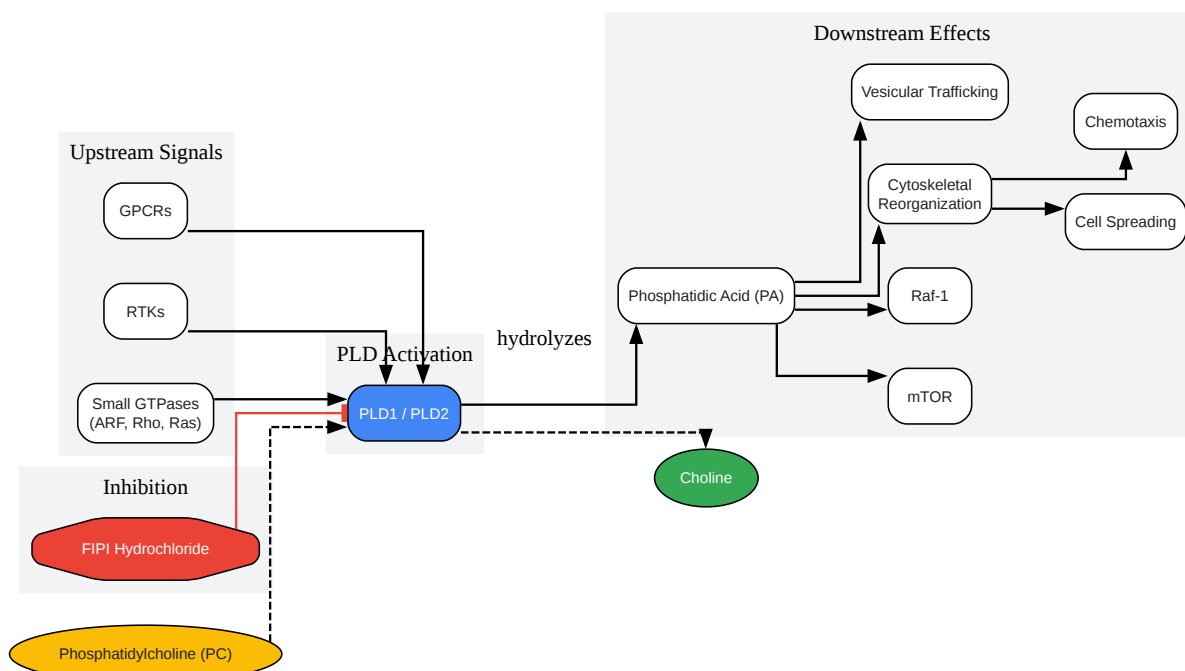 Downstream Effects
Vesicular Trafficking
Chemotaxis
Upstream Signals
Cytoskeletal
Reorganization
GPCRs
Cell Spreading
Phosphatidic Acid (PA)
Raf-1
RTKs
hydrolyzes
PLD Activation
mTOR
Small GTPases
(ARF, Rho, Ras)
PLD1 / PLD2
Choline
Inhibition
FIPI Hydrochloride
Phosphatidylcholine (PC)